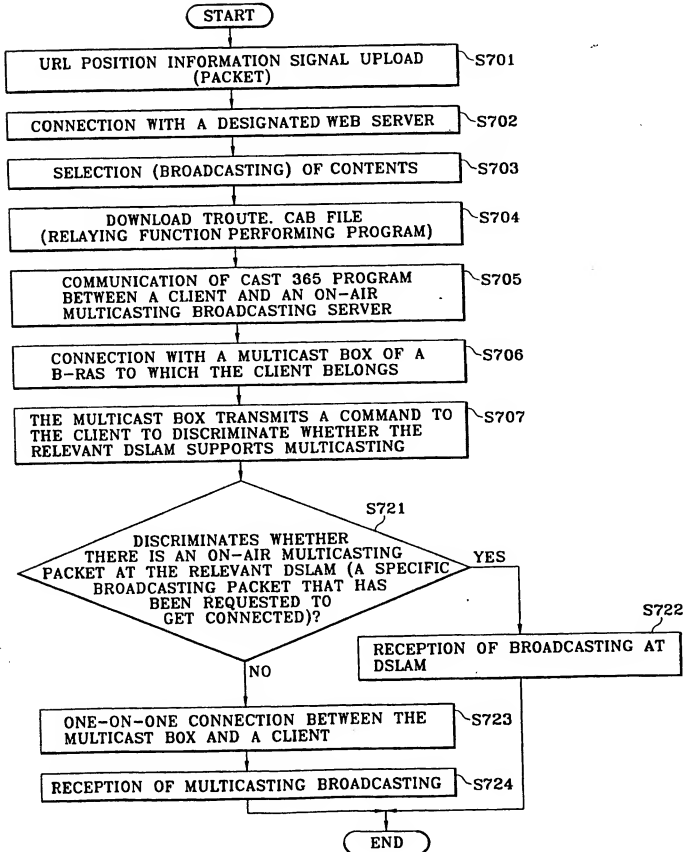 START
URL POSITION INFORMATION SIGNAL UPLOAD
(PACKET)
S701
CONNECTION WITH A DESIGNATED WEB SERVER
S702
SELECTION (BROADCASTING) OF CONTENTS
S703
DOWNLOAD TROUTE. CAB FILE
(RELAYING FUNCTION PERFORMING PROGRAM)
S704
COMMUNICATION OF CAST 365 PROGRAM
BETWEEN A CLIENT AND AN ON-AIR
MULTICASTING BROADCASTING SERVER
S705
CONNECTION WITH A MULTICAST BOX OF A
B-RAS TO WHICH THE CLIENT BELONGS
S706
THE MULTICAST BOX TRANSMITS A COMMAND TO
THE CLIENT TO DISCRIMINATE WHETHER THE
RELEVANT DSLAM SUPPORTS MULTICASTING
S707
S721
DISCRIMINATES WHETHER
THERE IS AN ON-AIR MULTICASTING
PACKET AT THE RELEVANT DSLAM (A SPECIFIC
BROADCASTING PACKET THAT HAS
BEEN REQUESTED TO
GET CONNECTED)?
YES
S722
RECEPTION OF BROADCASTING AT
DSLAM
NO
ONE-ON-ONE CONNECTION BETWEEN THE
MULTICAST BOX AND A CLIENT
S723
RECEPTION OF MULTICASTING BROADCASTING
S724
END